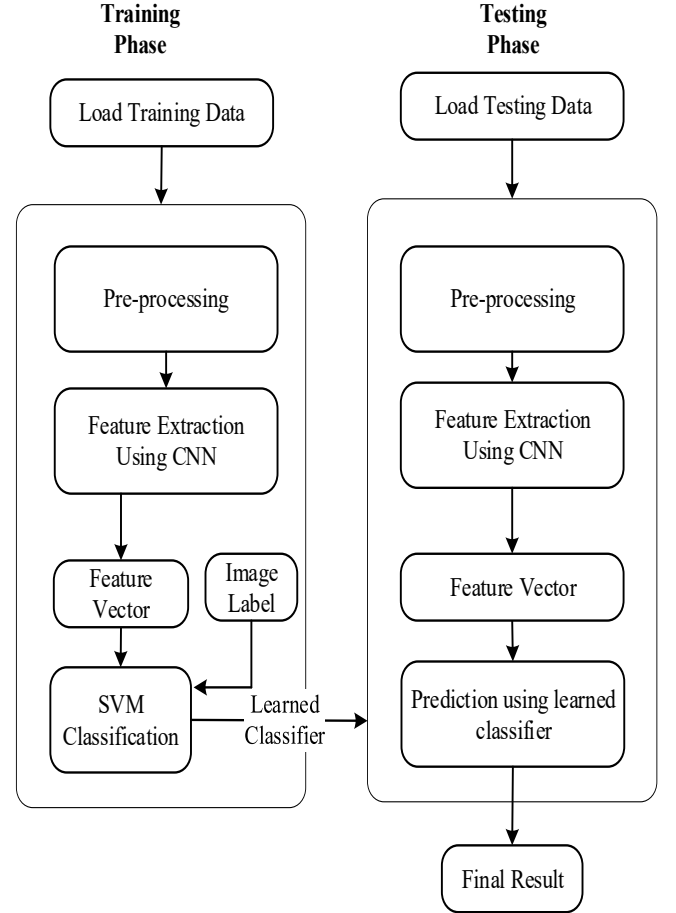 Training
Phase
Load Training Data
Pre-processing
Feature Extraction
Using CNN
Feature
Vector
Image
Label
SVM
Classification
Learned
Classifier
Testing
Phase
Load Testing Data
Pre-processing
Feature Extraction
Using CNN
Feature Vector
Prediction using learned
classifier
Final Result